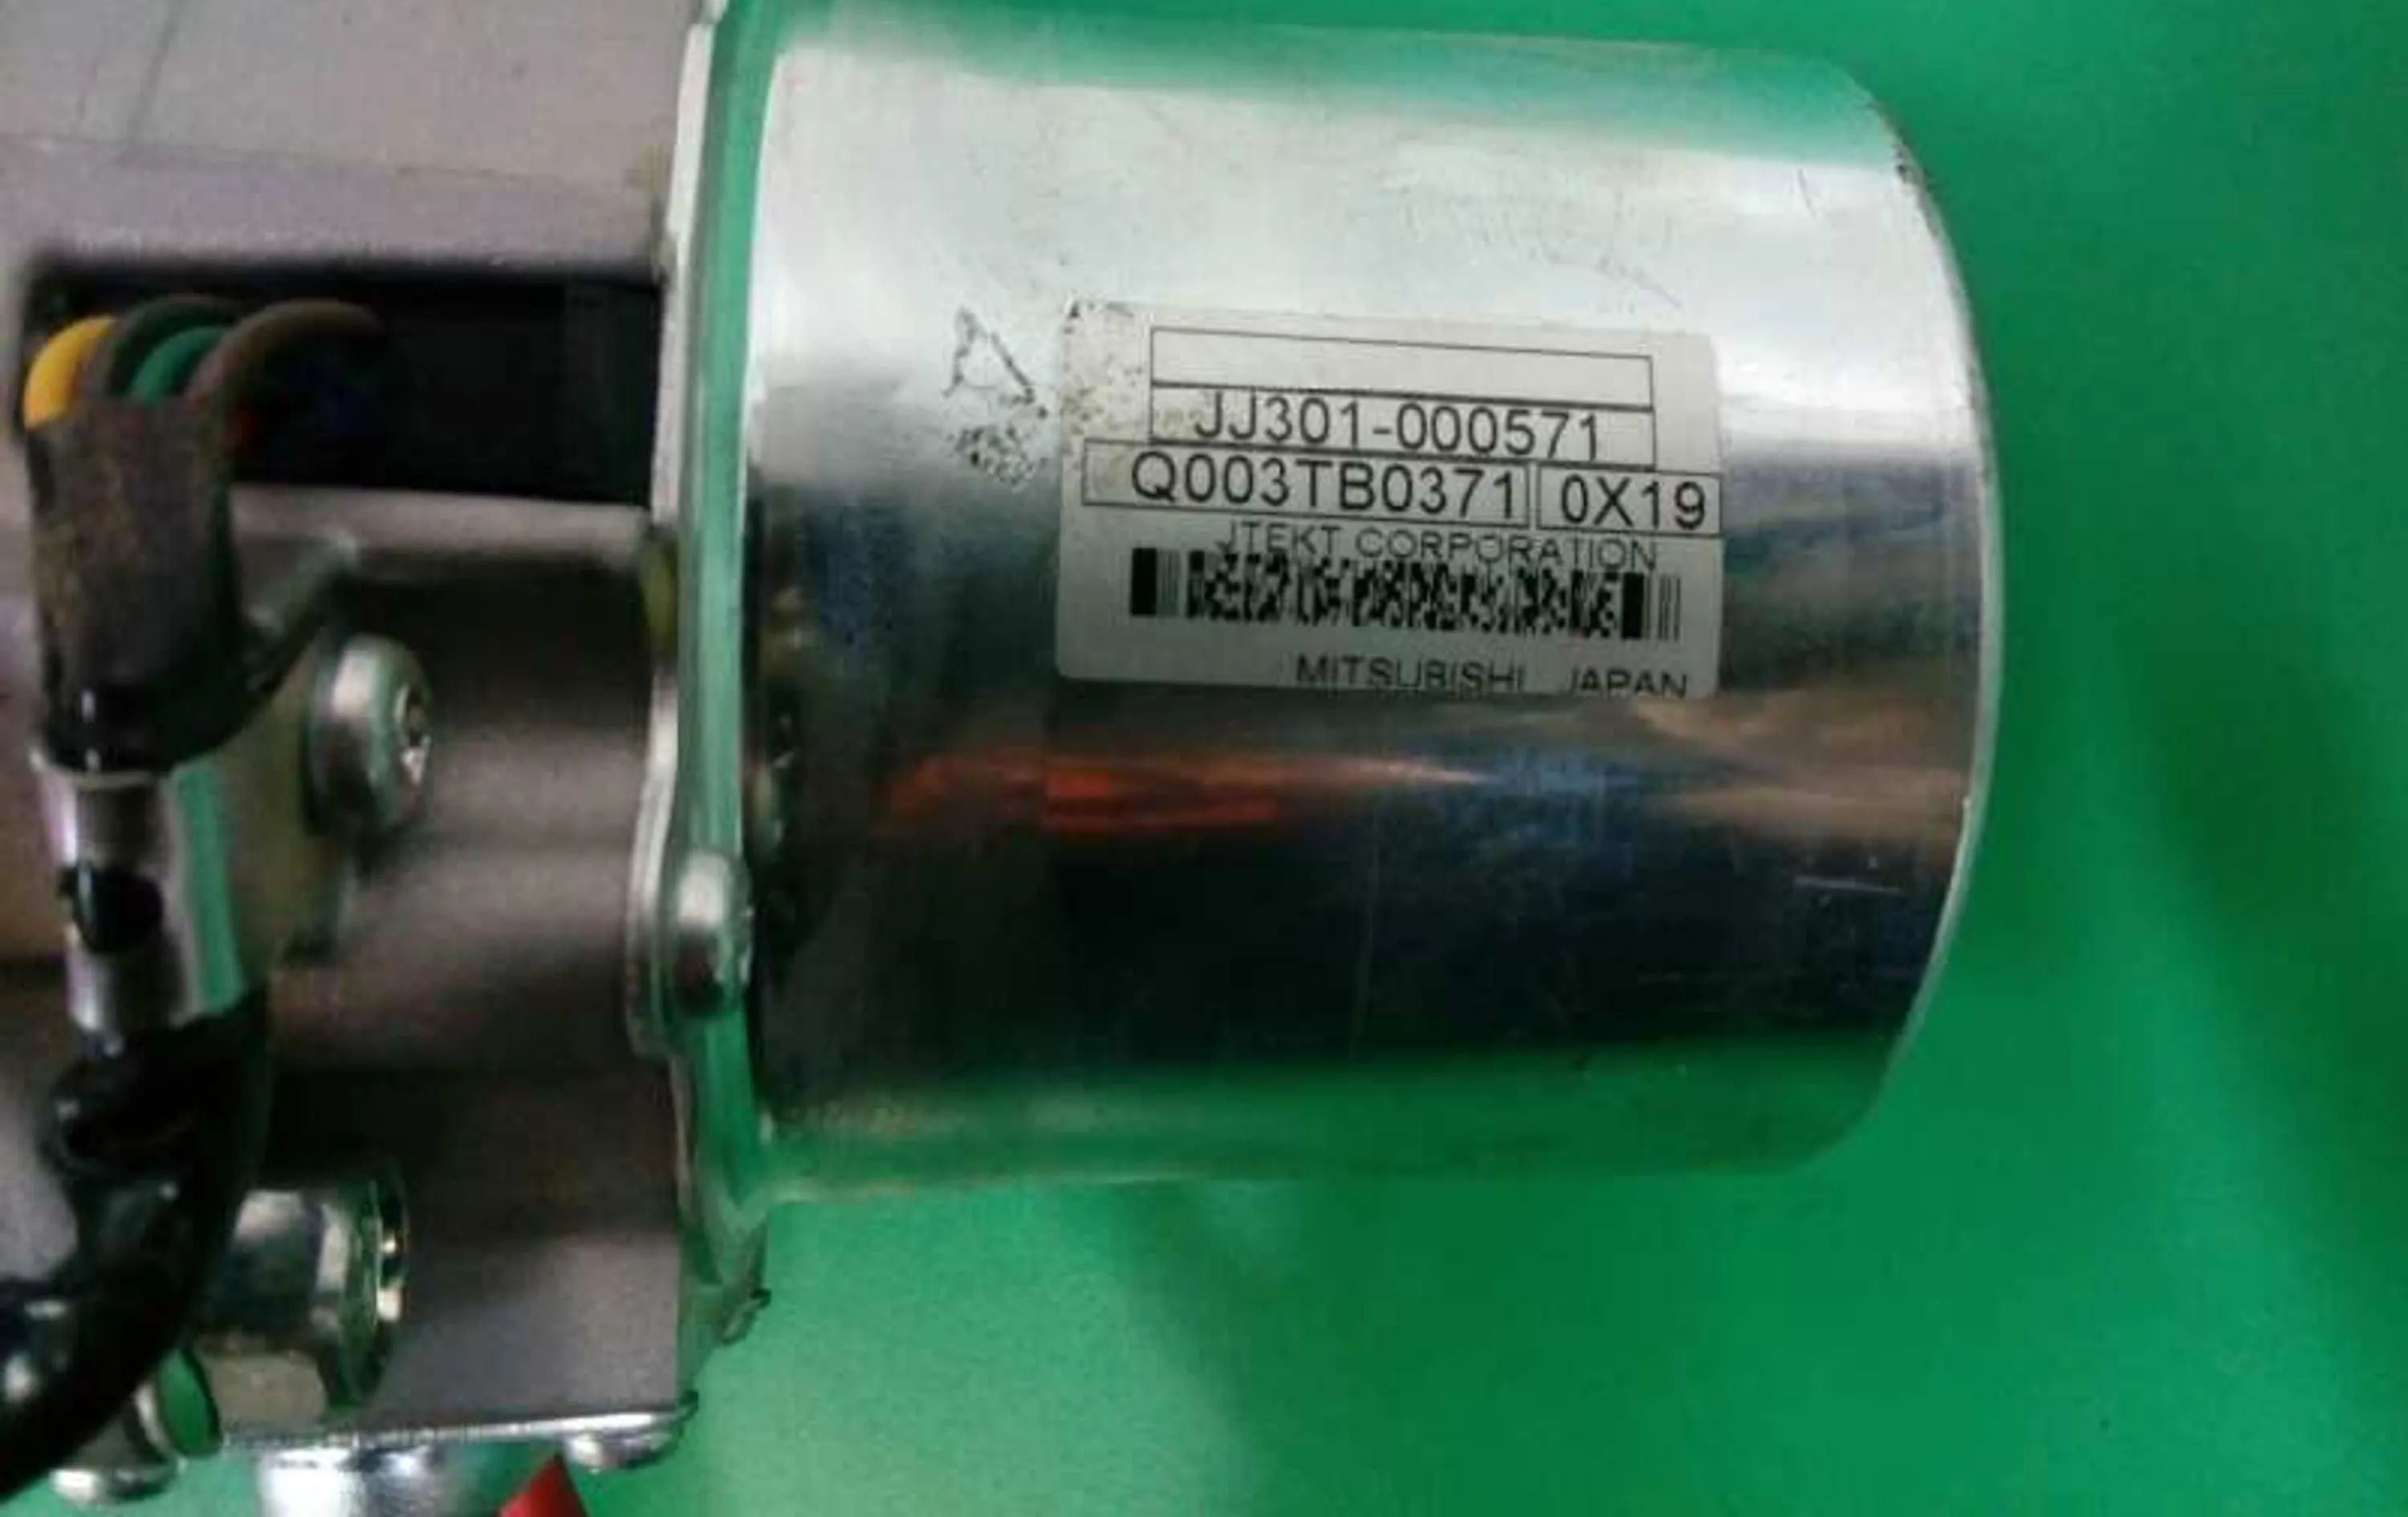 JJ301-000571
Q003TB0371 0X19
JTEKT CORPORATION
MITSUBISHI JAPAN